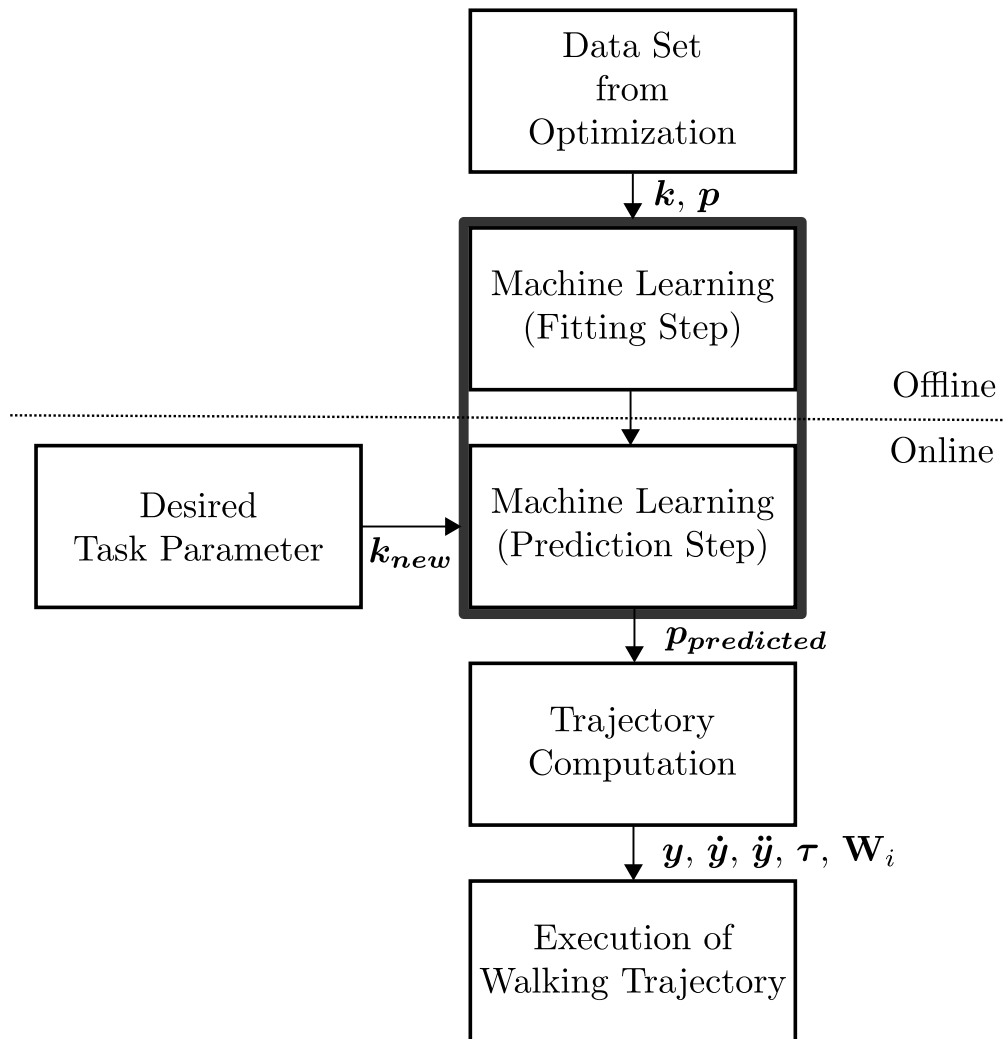 Data Set
from
Optimization
k, p
Machine Learning
(Fitting Step)
Offline
Online
Desired
Task Parameter
k_new
Machine Learning
(Prediction Step)
p_predicted
Trajectory
Computation
y, ẏ, ÿ, τ, W_i
Execution of
Walking Trajectory